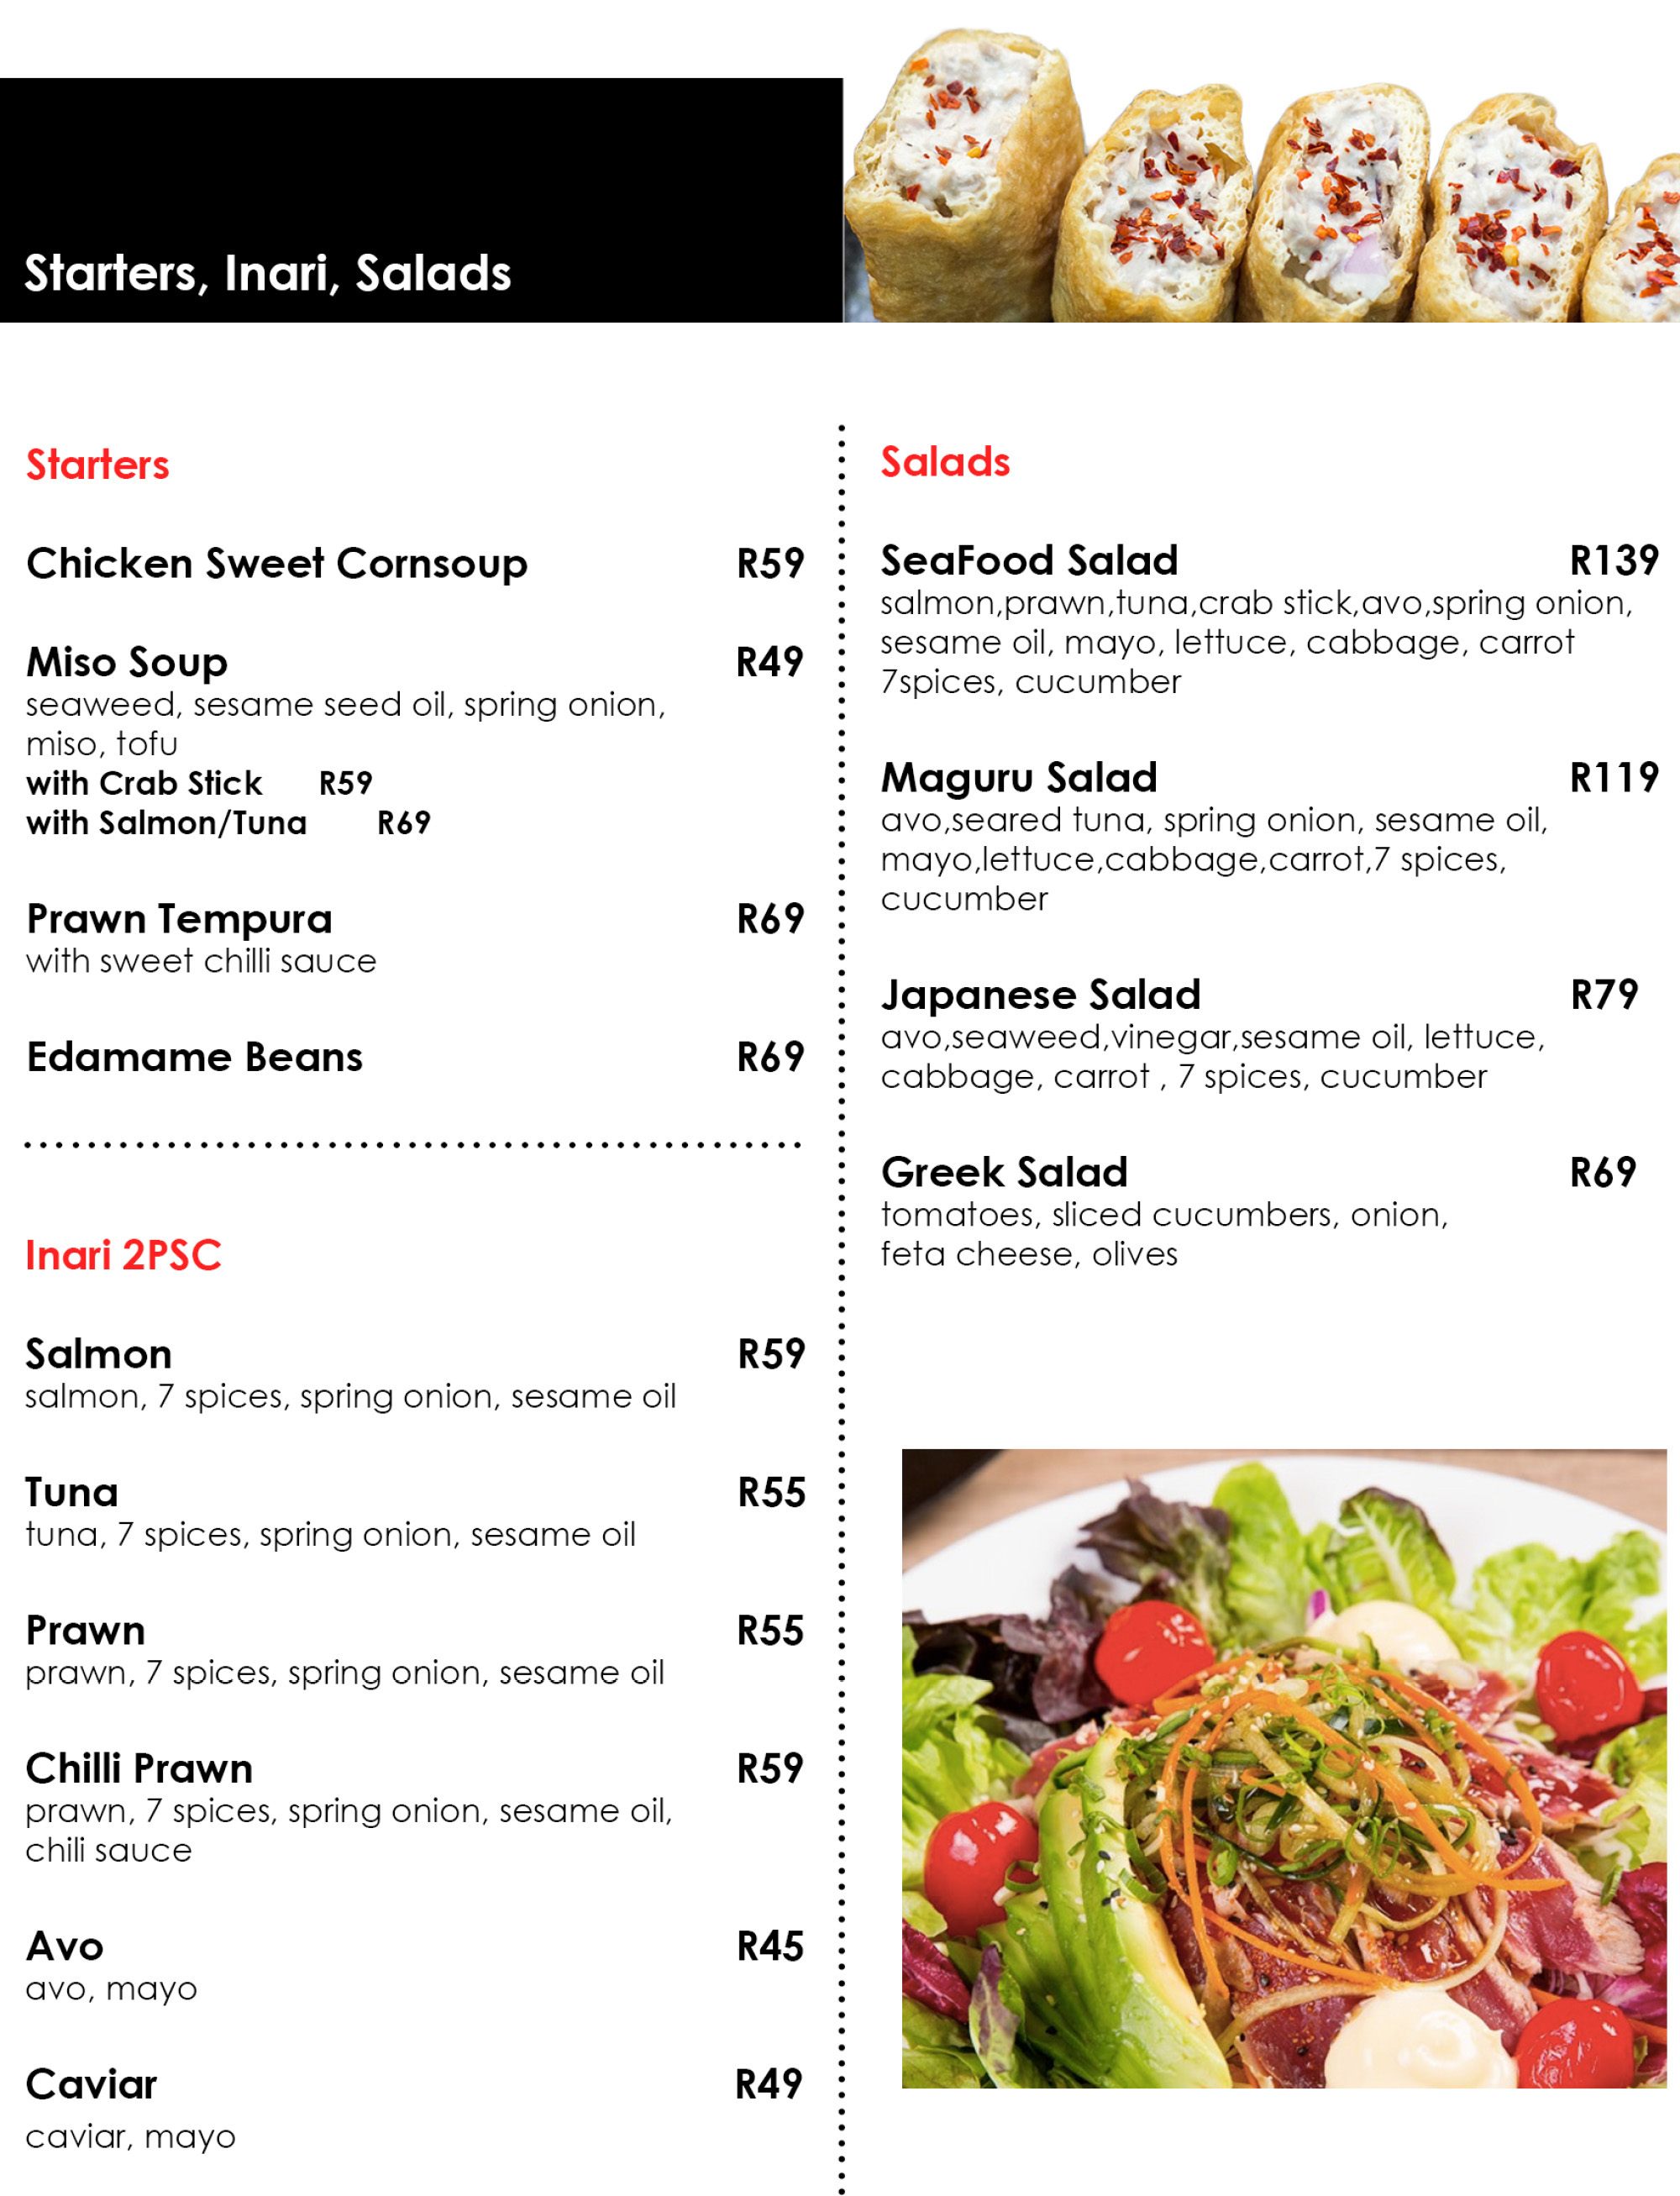 Starters, Inari, Salads
Starters
Chicken Sweet Cornsoup R59
Miso Soup R49
seaweed, sesame seed oil, spring onion,
miso, tofu
with Crab Stick R59
with Salmon/Tuna R69
Prawn Tempura R69
with sweet chilli sauce
Edamame Beans R69
Inari 2PSC
Salmon R59
salmon, 7 spices, spring onion, sesame oil
Tuna R55
tuna, 7 spices, spring onion, sesame oil
Prawn R55
prawn, 7 spices, spring onion, sesame oil
Chilli Prawn R59
prawn, 7 spices, spring onion, sesame oil,
chili sauce
Avo R45
avo, mayo
Caviar R49
caviar, mayo
Salads
SeaFood Salad R139
salmon,prawn,tuna,crab stick,avo,spring onion,
sesame oil, mayo, lettuce, cabbage, carrot
7spices, cucumber
Maguru Salad R119
avo,seared tuna, spring onion, sesame oil,
mayo,lettuce,cabbage,carrot,7 spices,
cucumber
Japanese Salad R79
avo,seaweed,vinegar,sesame oil, lettuce,
cabbage, carrot , 7 spices, cucumber
Greek Salad R69
tomatoes, sliced cucumbers, onion,
feta cheese, olives